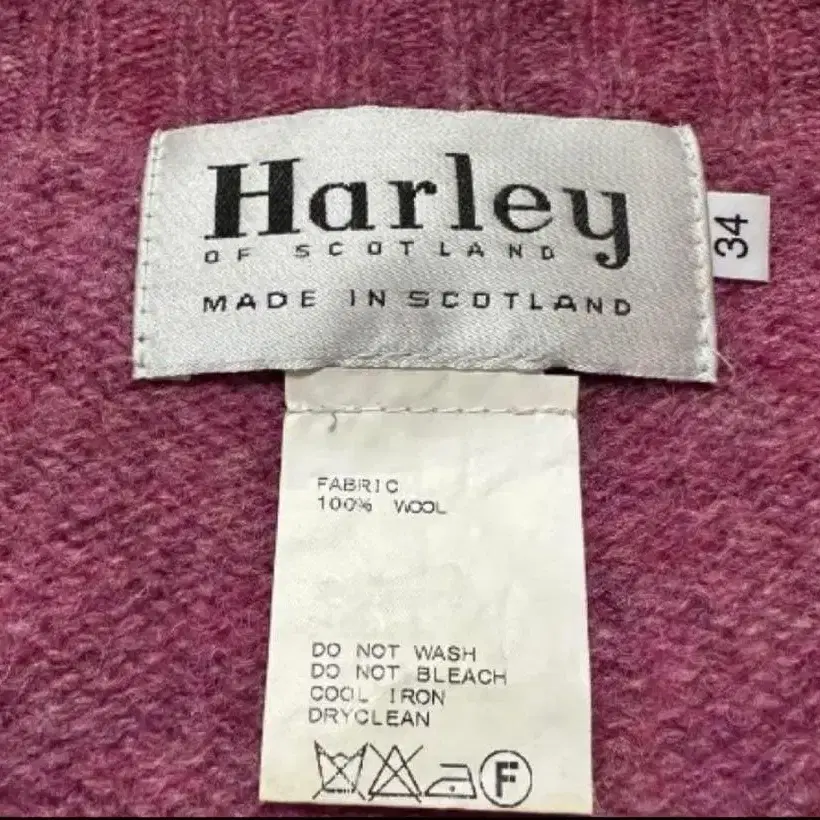 Harley
OF SCOTLAND
MADE IN SCOTLAND
34
FABRIC
100% WOOL
DO NOT WASH
DO NOT BLEACH
COOL IRON
DRYCLEAN
F